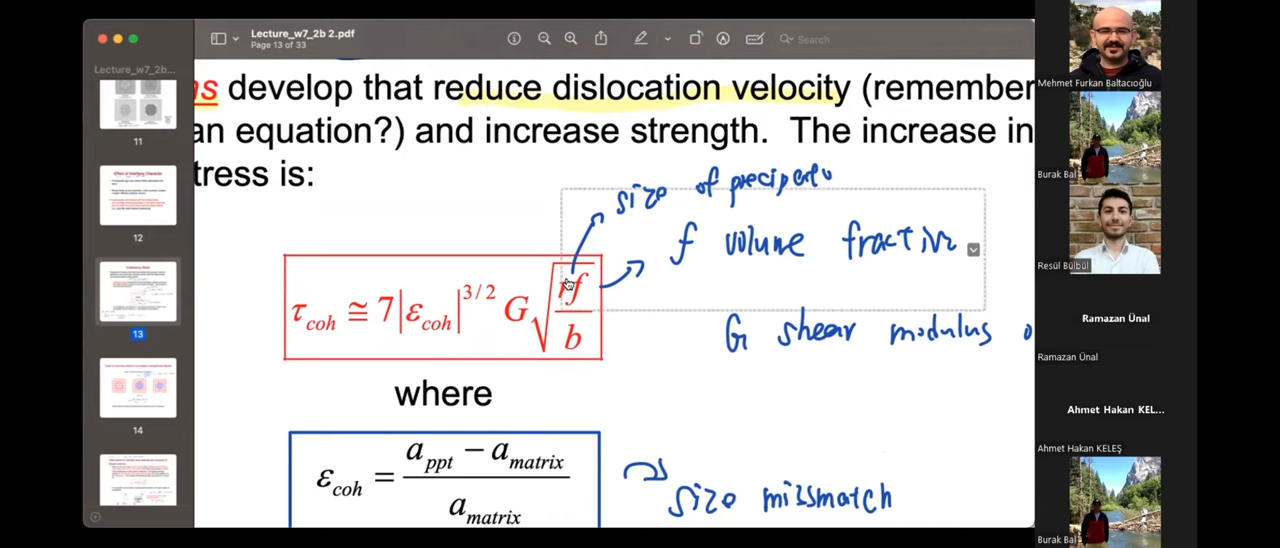 Lecture_w7_2b 2.pdf
Page 13 of 33
Search
Lecture_w7_2b...
11
12
13
14
ns develop that reduce dislocation velocity (remember
an equation?) and increase strength. The increase in
tress is:
size of precipertu
f volume fraction
τcoh ≅ 7|εcoh|^3/2 G √(rf/b)
G shear modulus o
where
εcoh = (appt − amatrix)/amatrix
size missmatch
Mehmet Furkan Baltacıoğlu
Burak Bal
Resül Bülbül
Ramazan Ünal
Ramazan Ünal
Ahmet Hakan KEL...
Ahmet Hakan KELEŞ
Burak Bal